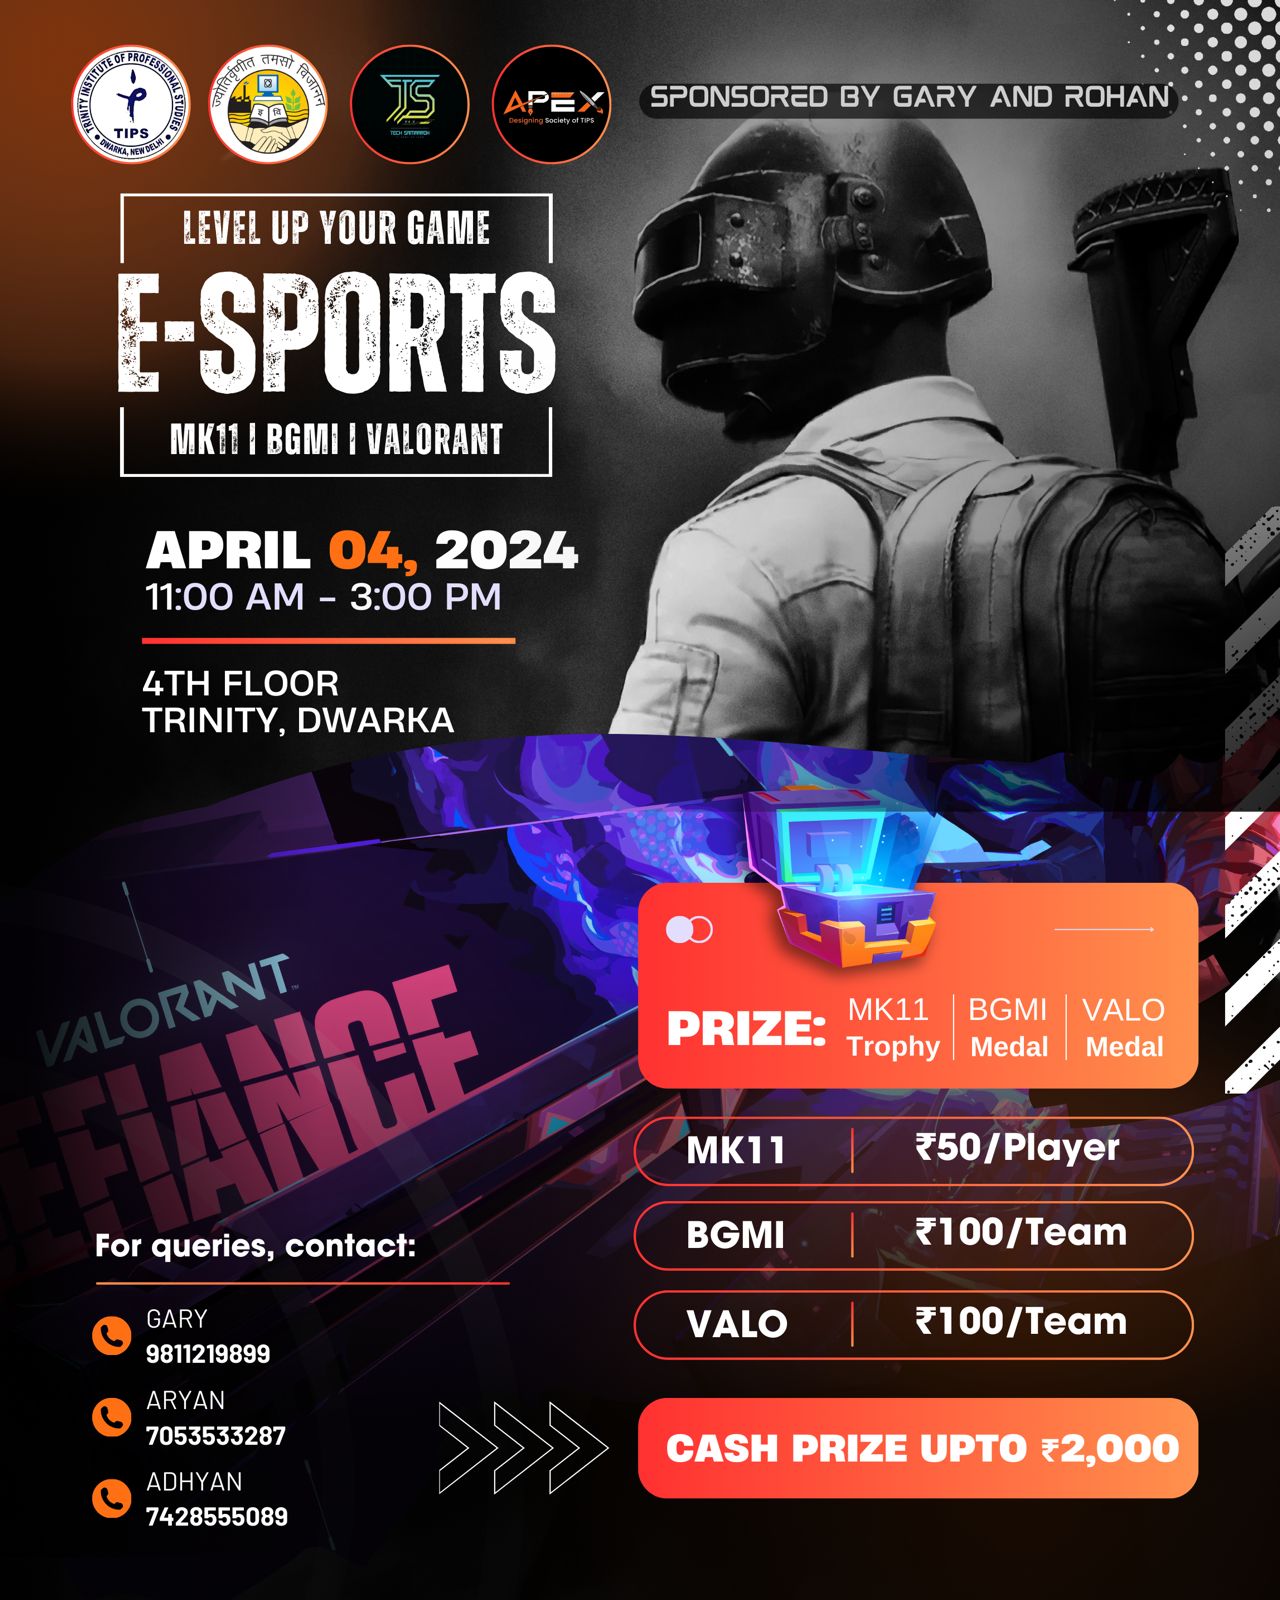 TRINITY INSTITUTE OF PROFESSIONAL STUDIES
TIPS
DWARKA, NEW DELHI
ज्योतिर्वृणीत तमसो विजानन
इ वि
TS
TECH SAMAAROH
APEX
Designing Society of TIPS
SPONSORED BY GARY AND ROHAN
LEVEL UP YOUR GAME
E-SPORTS
MK11 | BGMI | VALORANT
APRIL 04, 2024
11:00 AM - 3:00 PM
4TH FLOOR
TRINITY, DWARKA
VALORANT
EFIANCE
PRIZE:
MK11 | BGMI | VALO
Trophy | Medal | Medal
MK11 | ₹50/Player
BGMI | ₹100/Team
VALO | ₹100/Team
CASH PRIZE UPTO ₹2,000
For queries, contact:
GARY
9811219899
ARYAN
7053533287
ADHYAN
7428555089